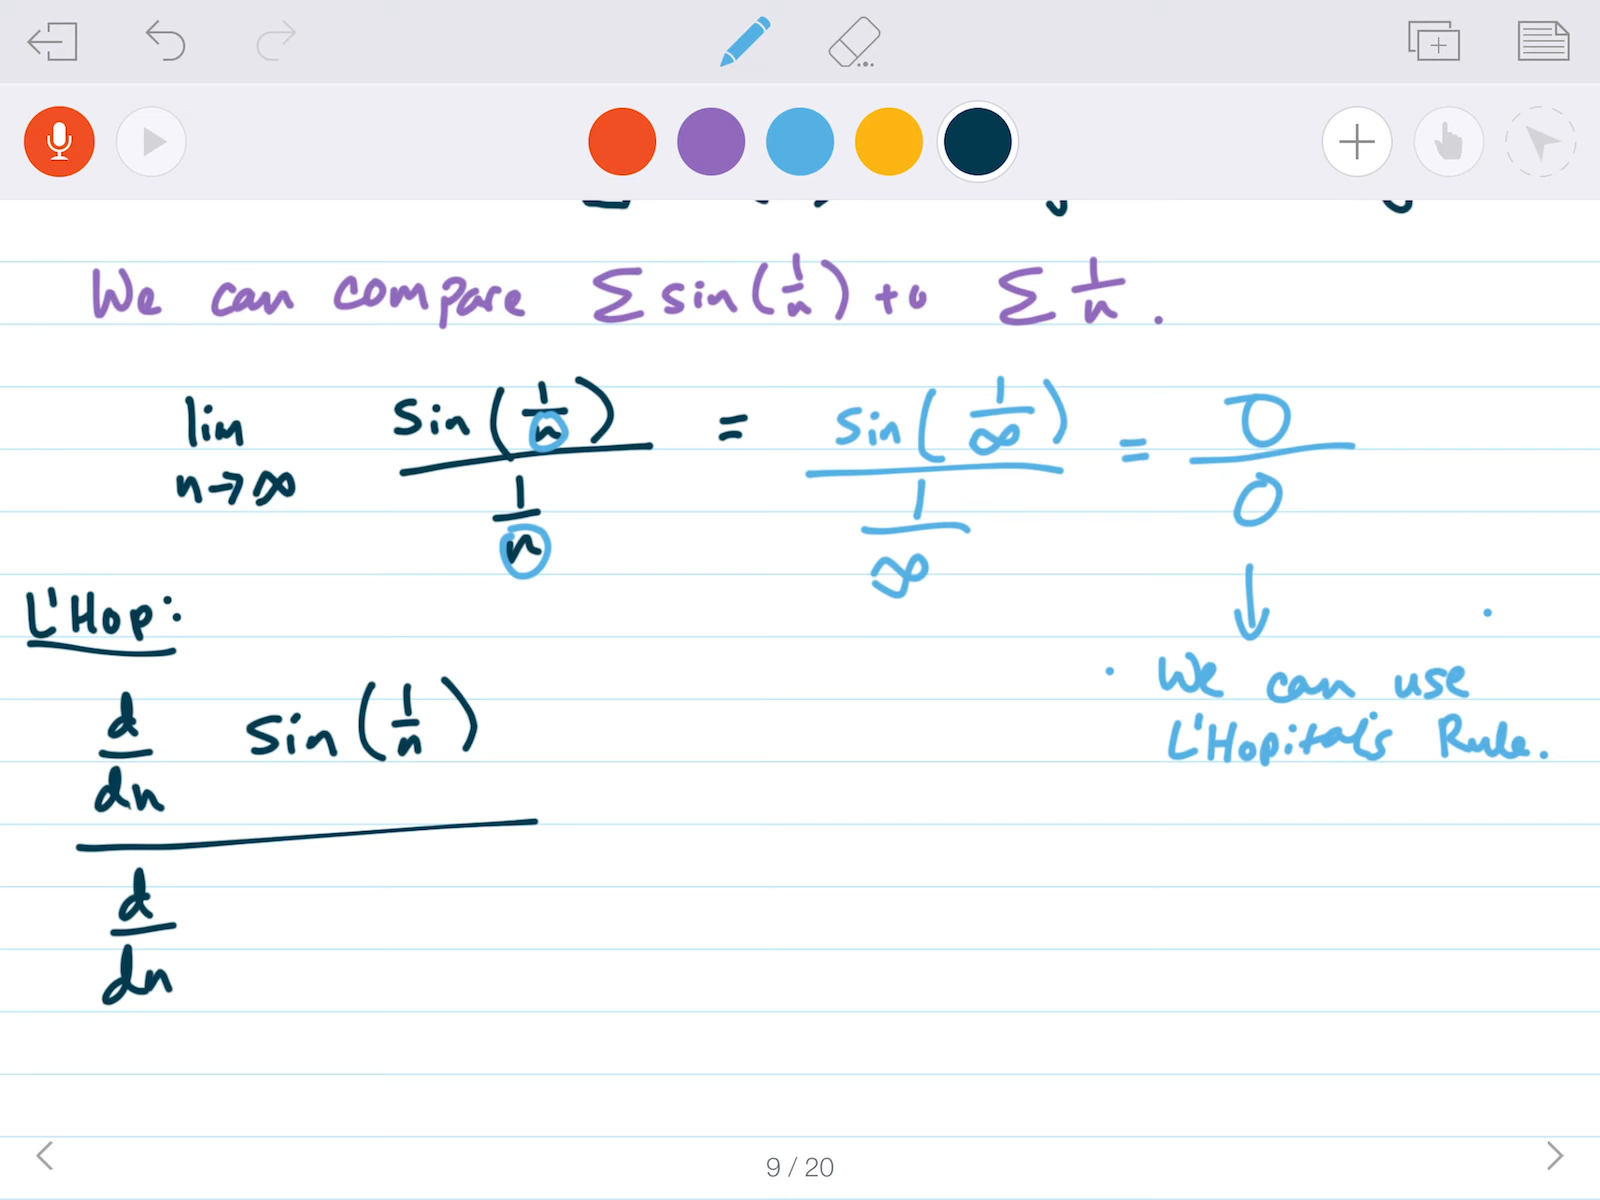 We can compare Σ sin(1/n) to Σ 1/n.
lim n→∞ sin(1/n) / (1/n) = sin(1/∞) / (1/∞) = 0/0
↓
L'Hop:
We can use
L'Hopital's Rule.
d/dn sin(1/n)
d/dn
9 / 20